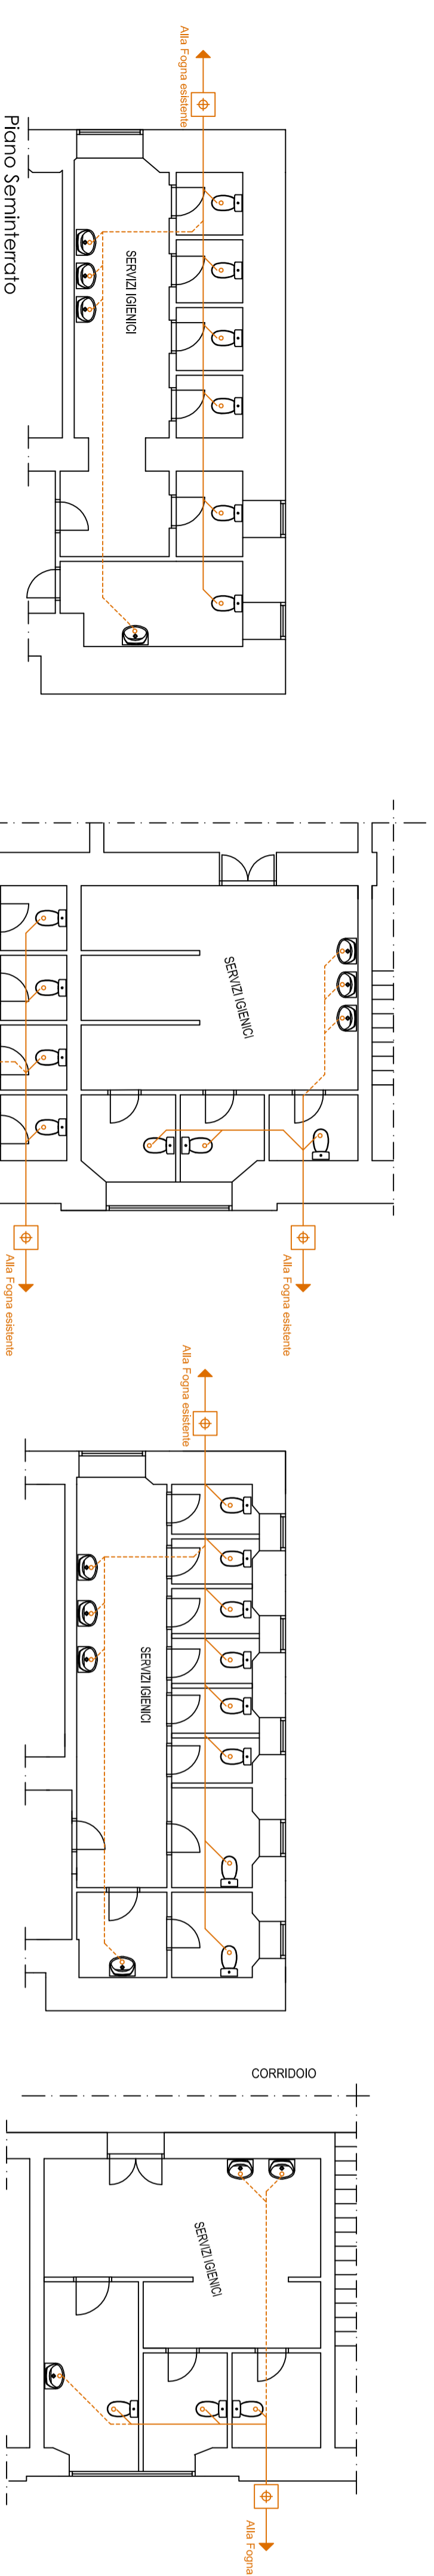 Alla Fogna esistente
SERVIZI IGIENICI
Piano Seminterrato
SERVIZI IGIENICI
Alla Fogna esistente
Alla Fogna esistente
Alla Fogna esistente
SERVIZI IGIENICI
CORRIDOIO
SERVIZI IGIENICI
Alla Fogna